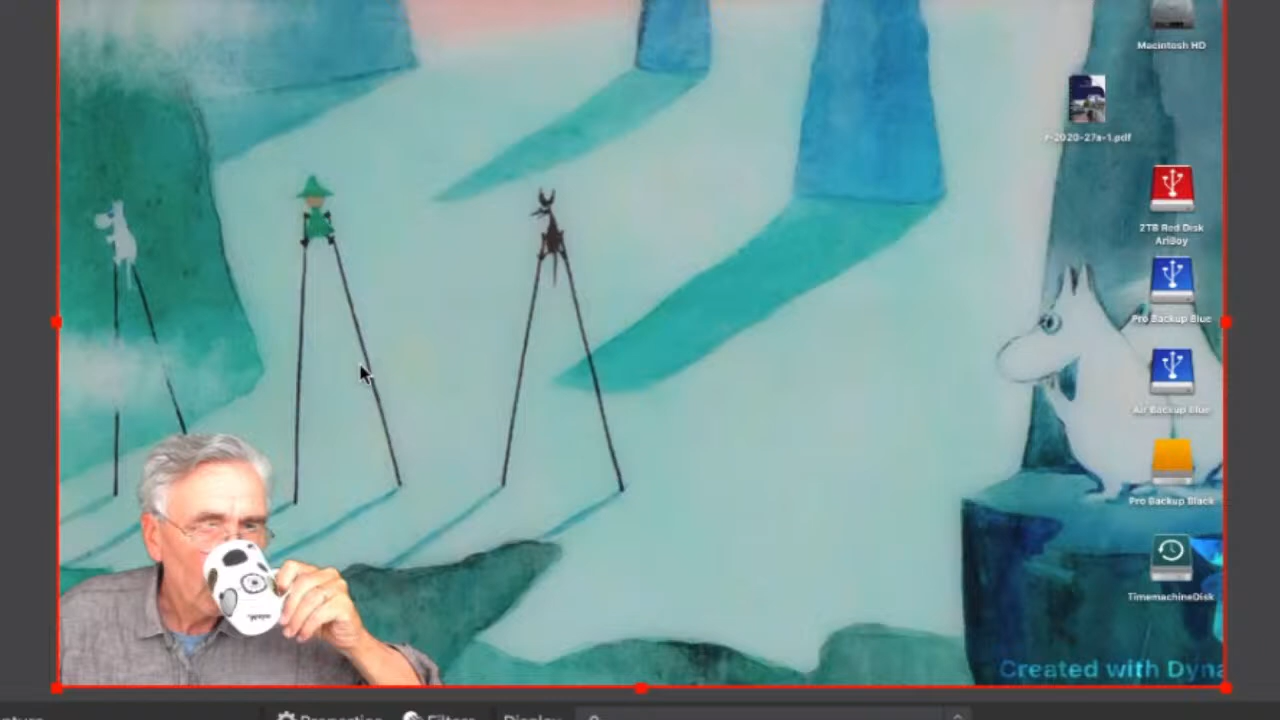 Macintosh HD
r-2020-27a-1.pdf
2TB Red Disk
AriBoy
Pro Backup Blue
Air Backup Blue
Pro Backup Black
TimemachineDisk
Created with Dyna
Properties
Filters
Display